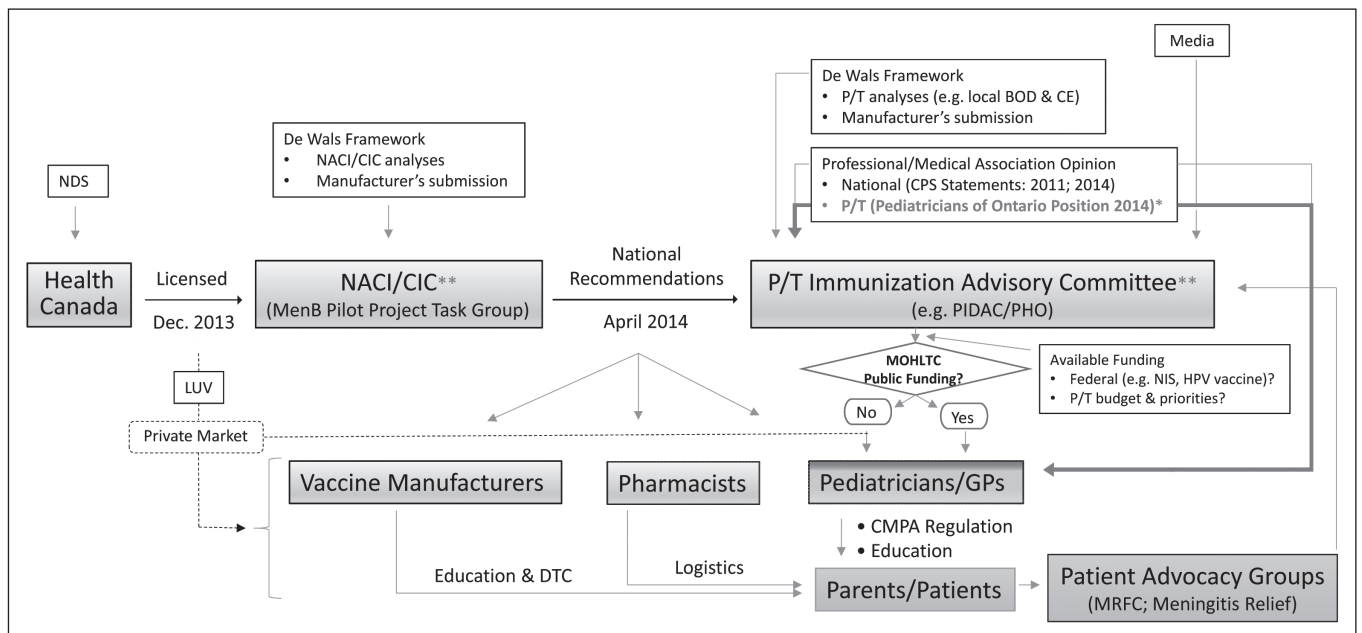 Media
De Wals Framework
• P/T analyses (e.g. local BOD & CE)
• Manufacturer's submission
De Wals Framework
• NACI/CIC analyses
• Manufacturer's submission
Professional/Medical Association Opinion
• National (CPS Statements: 2011; 2014)
• P/T (Pediatricians of Ontario Position 2014)*
NDS
Health
Canada
Licensed
Dec. 2013
NACI/CIC**
(MenB Pilot Project Task Group)
National
Recommendations
April 2014
P/T Immunization Advisory Committee**
(e.g. PIDAC/PHO)
MOHLTC
Public Funding?
Available Funding
• Federal (e.g. NIS, HPV vaccine)?
• P/T budget & priorities?
LUV
No
Yes
Private Market
Vaccine Manufacturers
Pharmacists
Pediatricians/GPs
• CMPA Regulation
• Education
Education & DTC
Logistics
Parents/Patients
Patient Advocacy Groups
(MRFC; Meningitis Relief)